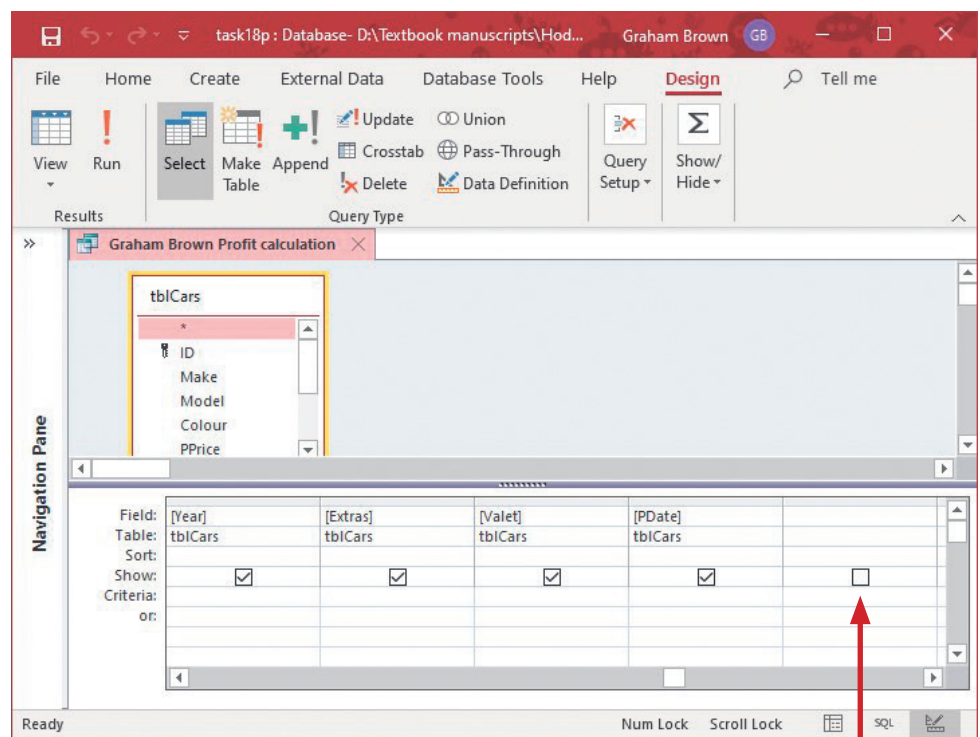 task18p : Database- D:\Textbook manuscripts\Hod... Graham Brown GB
File Home Create External Data Database Tools Help Design Tell me
View Run Select Make Table Append Update Crosstab Delete Union Pass-Through Data Definition Query Setup Show/ Hide
Results Query Type
» Graham Brown Profit calculation
tblCars
*
ID
Make
Model
Colour
PPrice
Navigation Pane
Field: [Year] [Extras] [Valet] [PDate]
Table: tblCars tblCars tblCars tblCars
Sort:
Show:
Criteria:
or:
Ready Num Lock Scroll Lock SQL